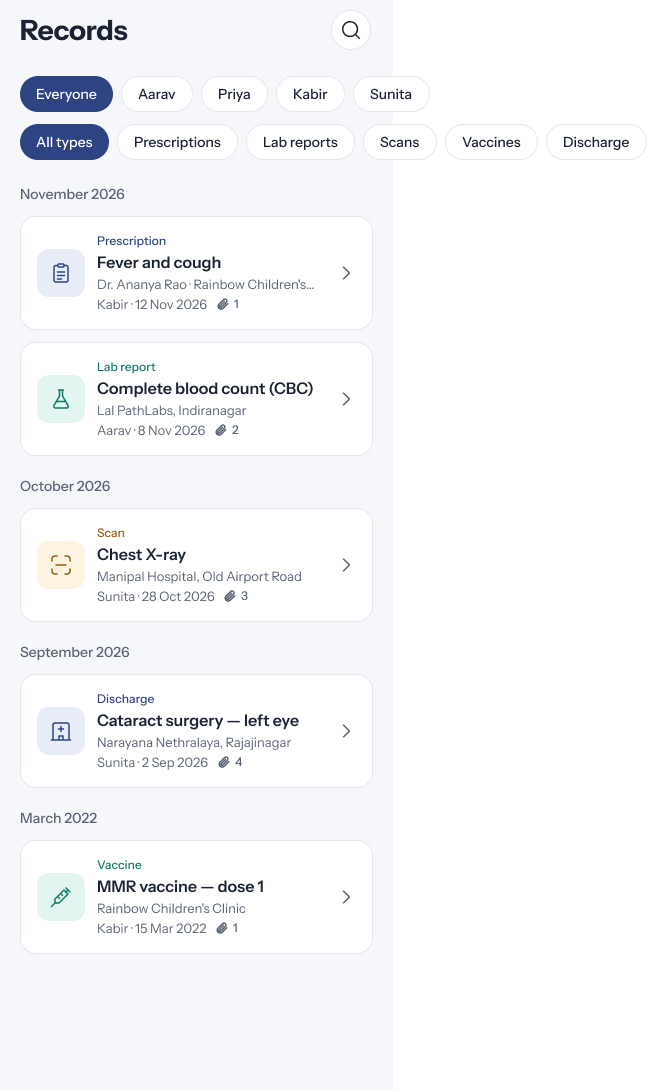 Records
Everyone Aarav Priya Kabir Sunita
All types Prescriptions Lab reports Scans Vaccines Discharge
November 2026
Prescription
Fever and cough
Dr. Ananya Rao · Rainbow Children's...
Kabir · 12 Nov 2026 1
Lab report
Complete blood count (CBC)
Lal PathLabs, Indiranagar
Aarav · 8 Nov 2026 2
October 2026
Scan
Chest X-ray
Manipal Hospital, Old Airport Road
Sunita · 28 Oct 2026 3
September 2026
Discharge
Cataract surgery — left eye
Narayana Nethralaya, Rajajinagar
Sunita · 2 Sep 2026 4
March 2022
Vaccine
MMR vaccine — dose 1
Rainbow Children's Clinic
Kabir · 15 Mar 2022 1